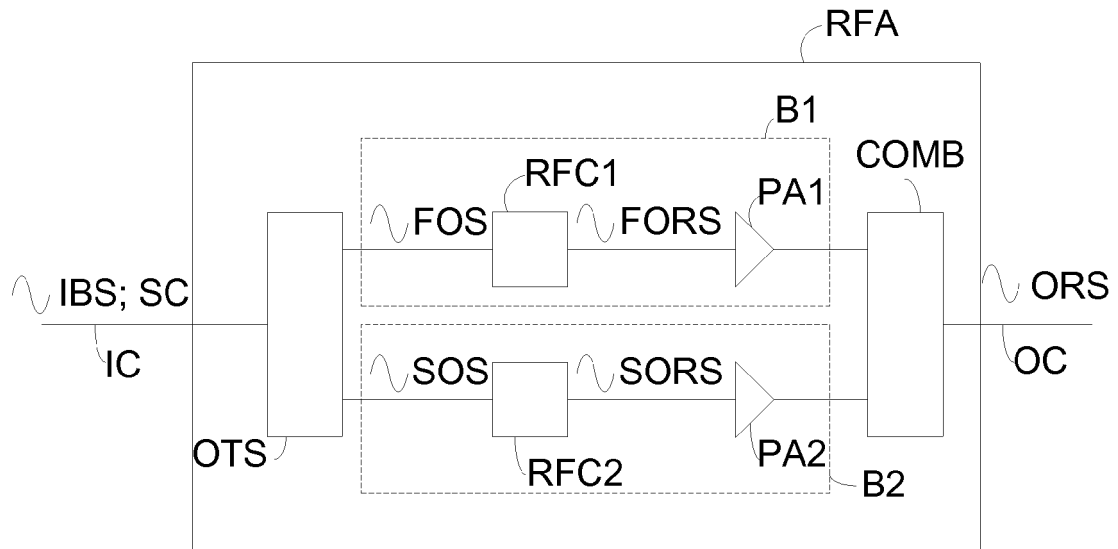 RFA
B1
COMB
RFC1
PA1
FOS
FORS
IBS; SC
ORS
IC
OC
SOS
SORS
OTS
RFC2
PA2
B2